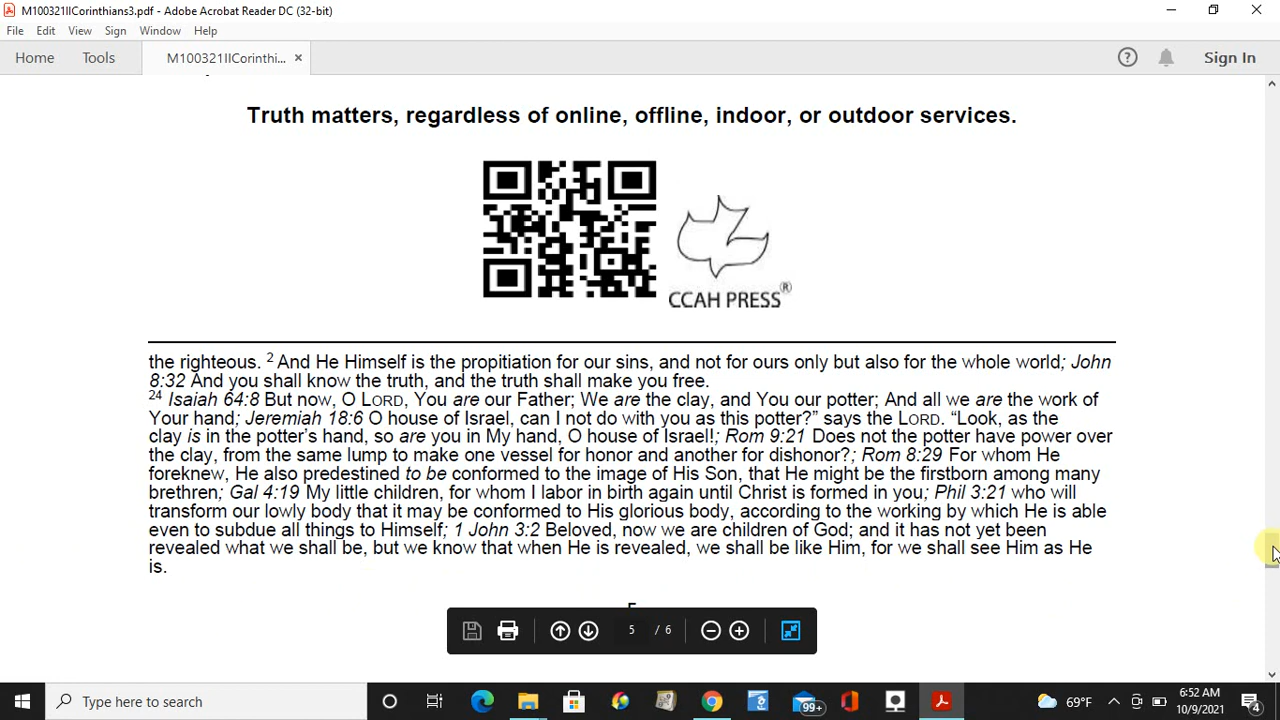 M100321IICorinthians3.pdf - Adobe Acrobat Reader DC (32-bit)
File Edit View Sign Window Help
Home Tools M100321IICorinthi... × Sign In
Truth matters, regardless of online, offline, indoor, or outdoor services.
CCAH PRESS®
the righteous. 2 And He Himself is the propitiation for our sins, and not for ours only but also for the whole world; John
8:32 And you shall know the truth, and the truth shall make you free.
24 Isaiah 64:8 But now, O LORD, You are our Father; We are the clay, and You our potter; And all we are the work of
Your hand; Jeremiah 18:6 O house of Israel, can I not do with you as this potter?” says the LORD. “Look, as the
clay is in the potter’s hand, so are you in My hand, O house of Israel!; Rom 9:21 Does not the potter have power over
the clay, from the same lump to make one vessel for honor and another for dishonor?; Rom 8:29 For whom He
foreknew, He also predestined to be conformed to the image of His Son, that He might be the firstborn among many
brethren; Gal 4:19 My little children, for whom I labor in birth again until Christ is formed in you; Phil 3:21 who will
transform our lowly body that it may be conformed to His glorious body, according to the working by which He is able
even to subdue all things to Himself; 1 John 3:2 Beloved, now we are children of God; and it has not yet been
revealed what we shall be, but we know that when He is revealed, we shall be like Him, for we shall see Him as He
is.
5 / 6
Type here to search 99+ 69°F 6:52 AM
10/9/2021 4